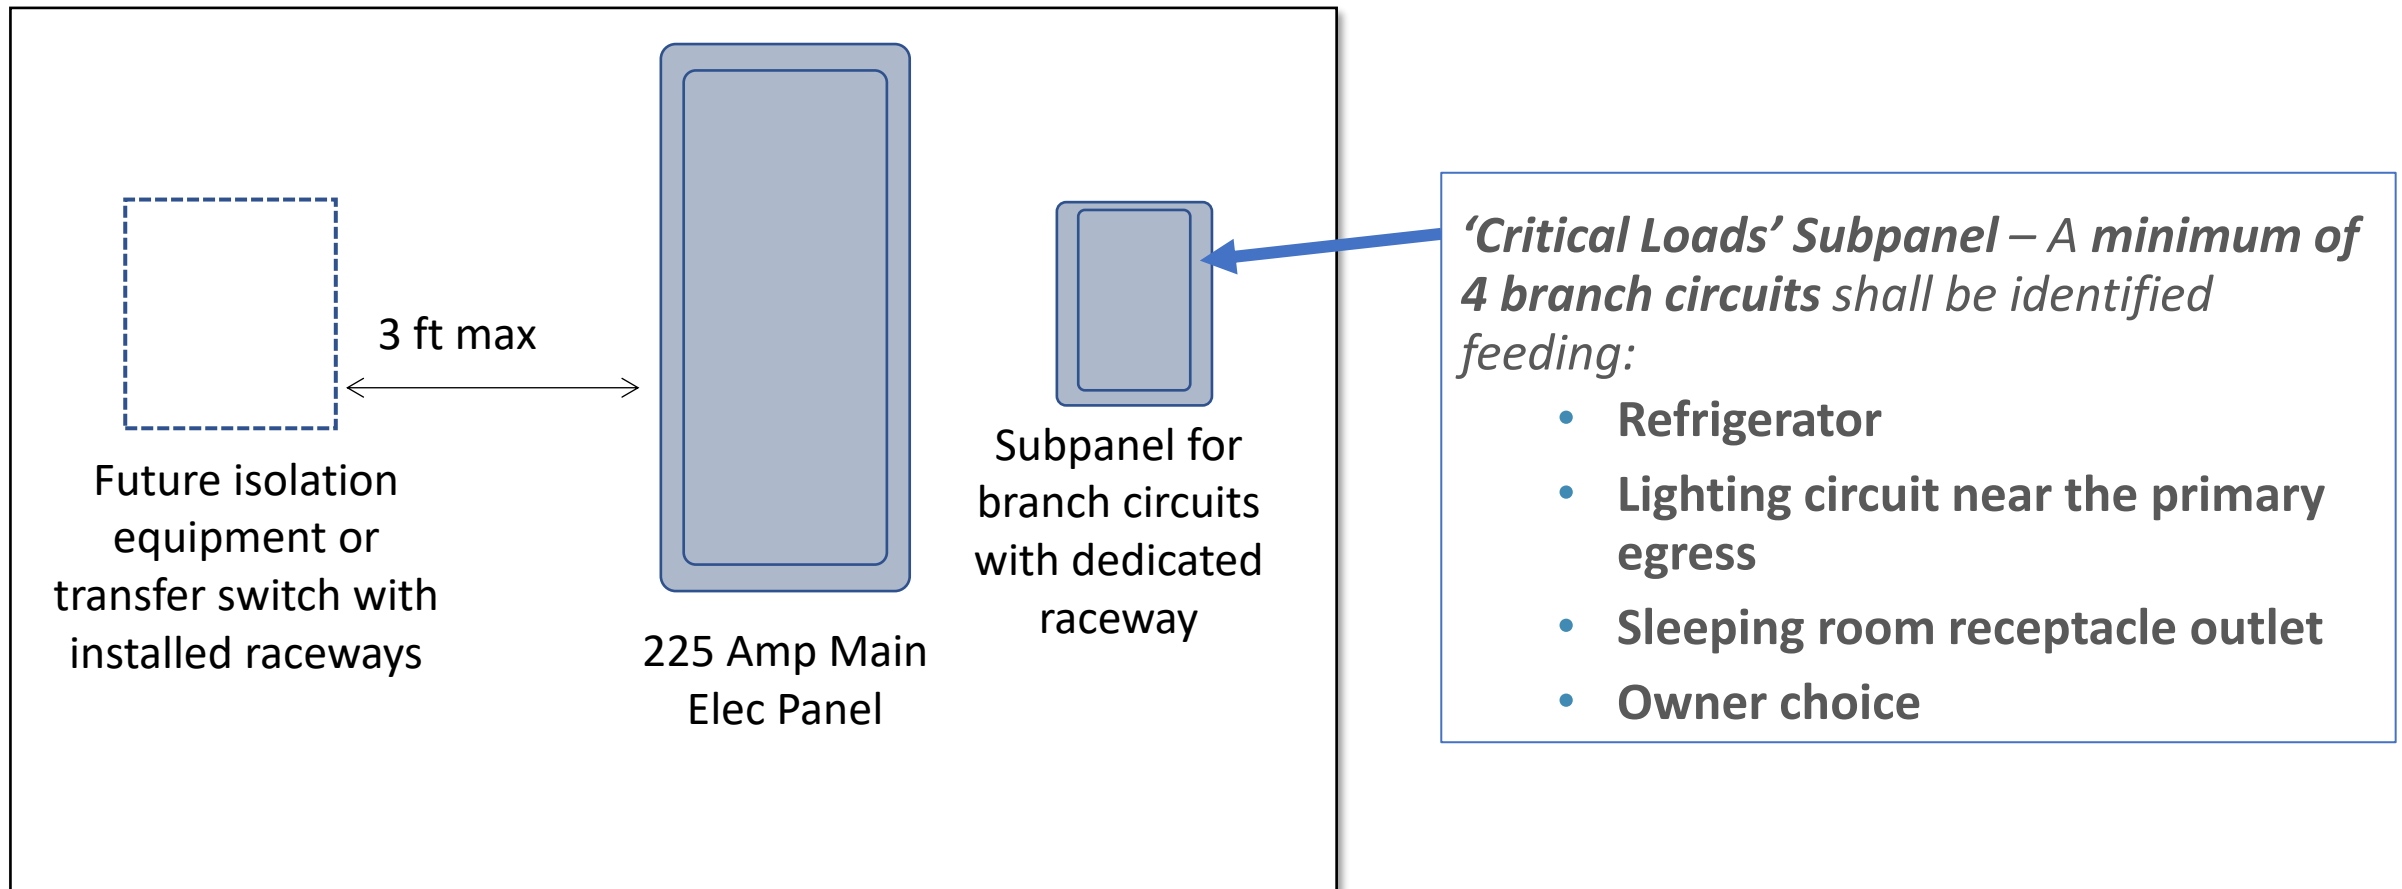 3 ft max
Future isolation
equipment or
transfer switch with
installed raceways
225 Amp Main
Elec Panel
Subpanel for
branch circuits
with dedicated
raceway
‘Critical Loads’ Subpanel – A minimum of
4 branch circuits shall be identified
feeding:
• Refrigerator
• Lighting circuit near the primary
egress
• Sleeping room receptacle outlet
• Owner choice